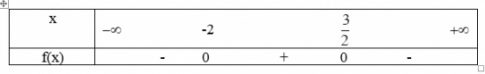 x −∞ -2 3/2 +∞
f(x) - 0 + 0 -